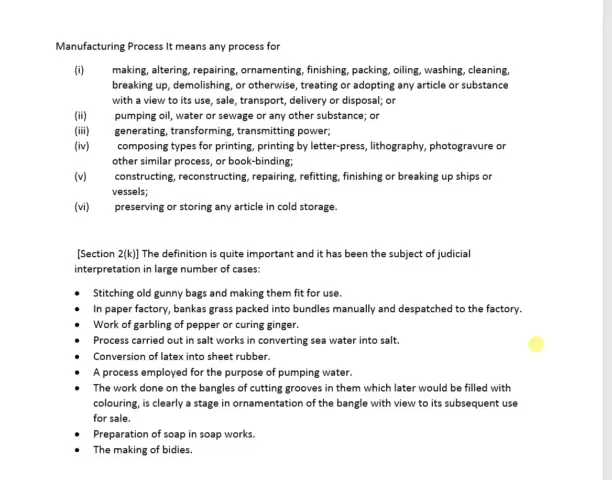 Manufacturing Process It means any process for
(i) making, altering, repairing, ornamenting, finishing, packing, oiling, washing, cleaning,
breaking up, demolishing, or otherwise, treating or adopting any article or substance
with a view to its use, sale, transport, delivery or disposal; or
(ii) pumping oil, water or sewage or any other substance; or
(iii) generating, transforming, transmitting power;
(iv) composing types for printing, printing by letter-press, lithography, photogravure or
other similar process, or book-binding;
(v) constructing, reconstructing, repairing, refitting, finishing or breaking up ships or
vessels;
(vi) preserving or storing any article in cold storage.
[Section 2(k)] The definition is quite important and it has been the subject of judicial
interpretation in large number of cases:
• Stitching old gunny bags and making them fit for use.
• In paper factory, bankas grass packed into bundles manually and despatched to the factory.
• Work of garbling of pepper or curing ginger.
• Process carried out in salt works in converting sea water into salt.
• Conversion of latex into sheet rubber.
• A process employed for the purpose of pumping water.
• The work done on the bangles of cutting grooves in them which later would be filled with
colouring, is clearly a stage in ornamentation of the bangle with view to its subsequent use
for sale.
• Preparation of soap in soap works.
• The making of bidies.